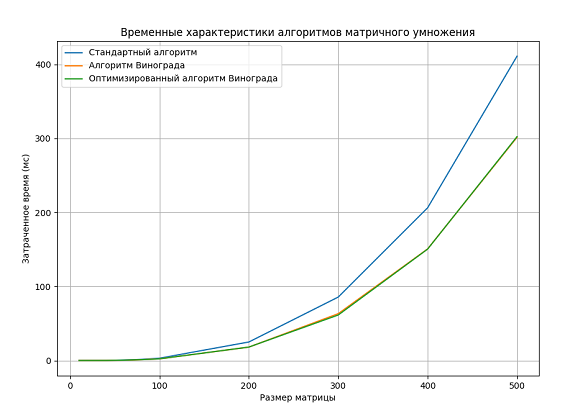 Временные характеристики алгоритмов матричного умножения
Стандартный алгоритм
Алгоритм Винограда
Оптимизированный алгоритм Винограда
Затраченное время (мс)
400
300
200
100
0
0 100 200 300 400 500
Размер матрицы